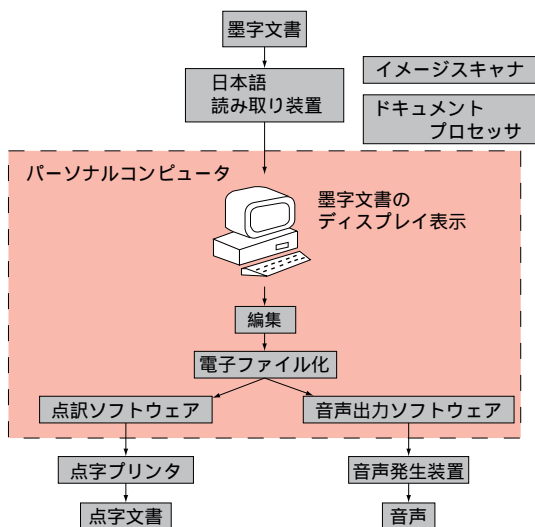 墨字文書
日本語
読み取り装置
イメージスキャナ
ドキュメント
プロセッサ
パーソナルコンピュータ
墨字文書の
ディスプレイ表示
編集
電子ファイル化
点訳ソフトウェア
音声出力ソフトウェア
点字プリンタ
音声発生装置
点字文書
音声